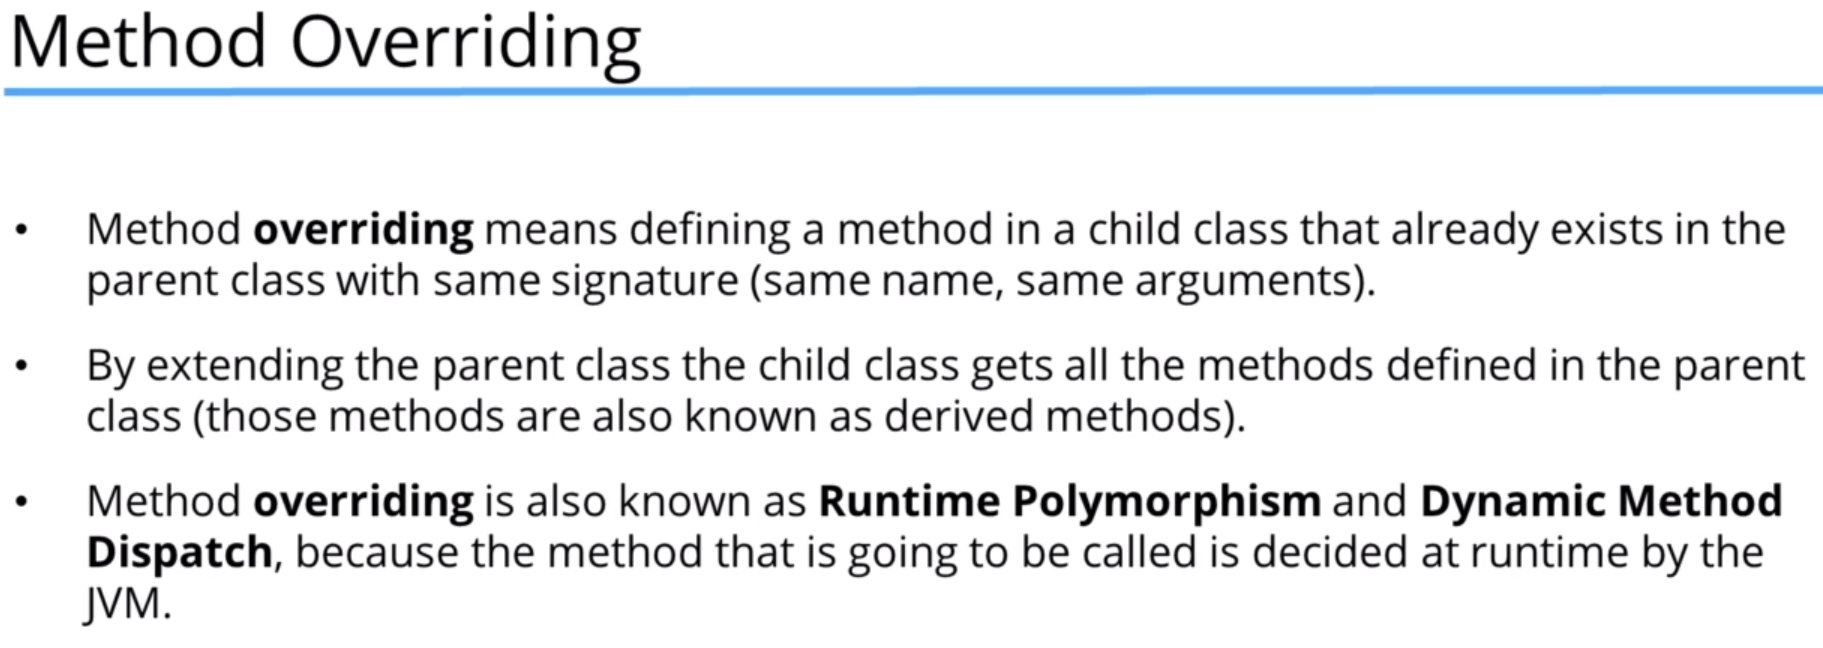 Method Overriding
• Method overriding means defining a method in a child class that already exists in the
parent class with same signature (same name, same arguments).
• By extending the parent class the child class gets all the methods defined in the parent
class (those methods are also known as derived methods).
• Method overriding is also known as Runtime Polymorphism and Dynamic Method
Dispatch, because the method that is going to be called is decided at runtime by the
JVM.